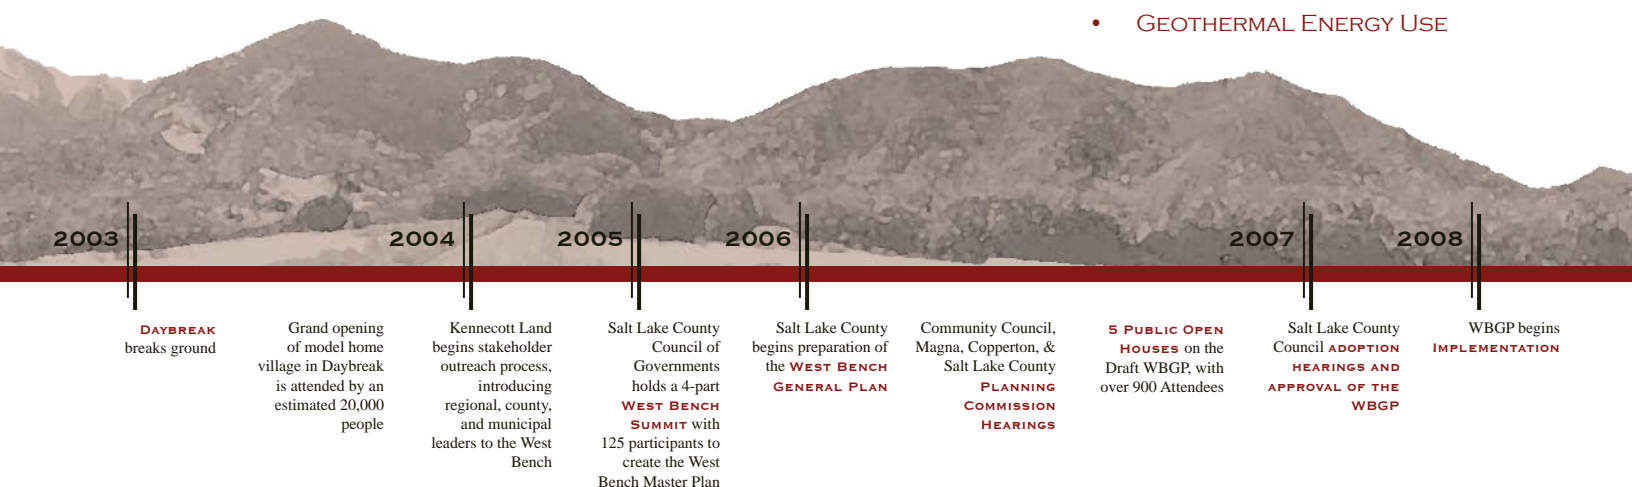 • Geothermal Energy Use
2003
2004
2005
2006
2007
2008
Daybreak
breaks ground
Grand opening
of model home
village in Daybreak
is attended by an
estimated 20,000
people
Kennecott Land
begins stakeholder
outreach process,
introducing
regional, county,
and municipal
leaders to the West
Bench
Salt Lake County
Council of
Governments
holds a 4-part
West Bench
Summit with
125 participants to
create the West
Bench Master Plan
Salt Lake County
begins preparation of
the West Bench
General Plan
Community Council,
Magna, Copperton, &
Salt Lake County
Planning
Commission
Hearings
5 Public Open
Houses on the
Draft WBGP, with
over 900 Attendees
Salt Lake County
Council adoption
hearings and
approval of the
WBGP
WBGP begins
Implementation